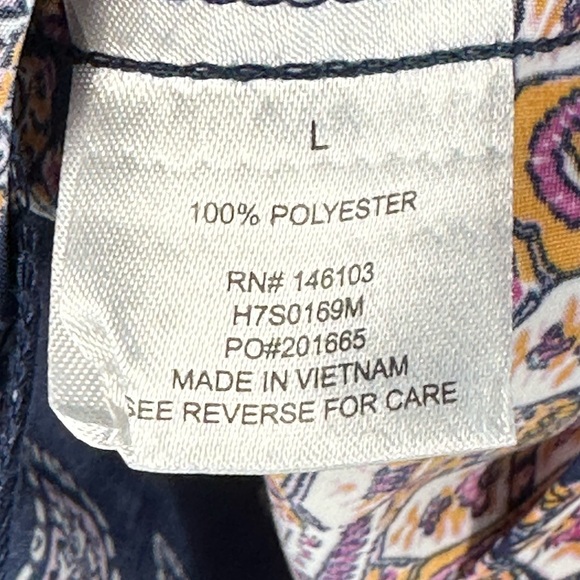 L
100% POLYESTER
RN# 146103
H7S0169M
PO#201665
MADE IN VIETNAM
SEE REVERSE FOR CARE